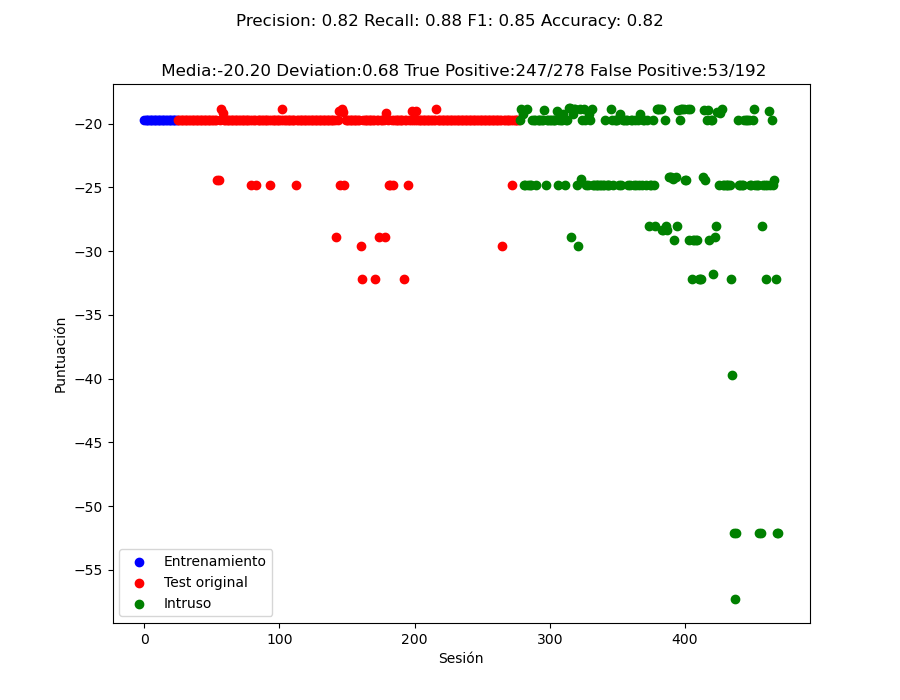 Precision: 0.82 Recall: 0.88 F1: 0.85 Accuracy: 0.82
Media:-20.20 Deviation:0.68 True Positive:247/278 False Positive:53/192
−20
−25
−30
−35
−40
−45
−50
−55
Puntuación
Entrenamiento
Test original
Intruso
0
100
200
300
400
Sesión